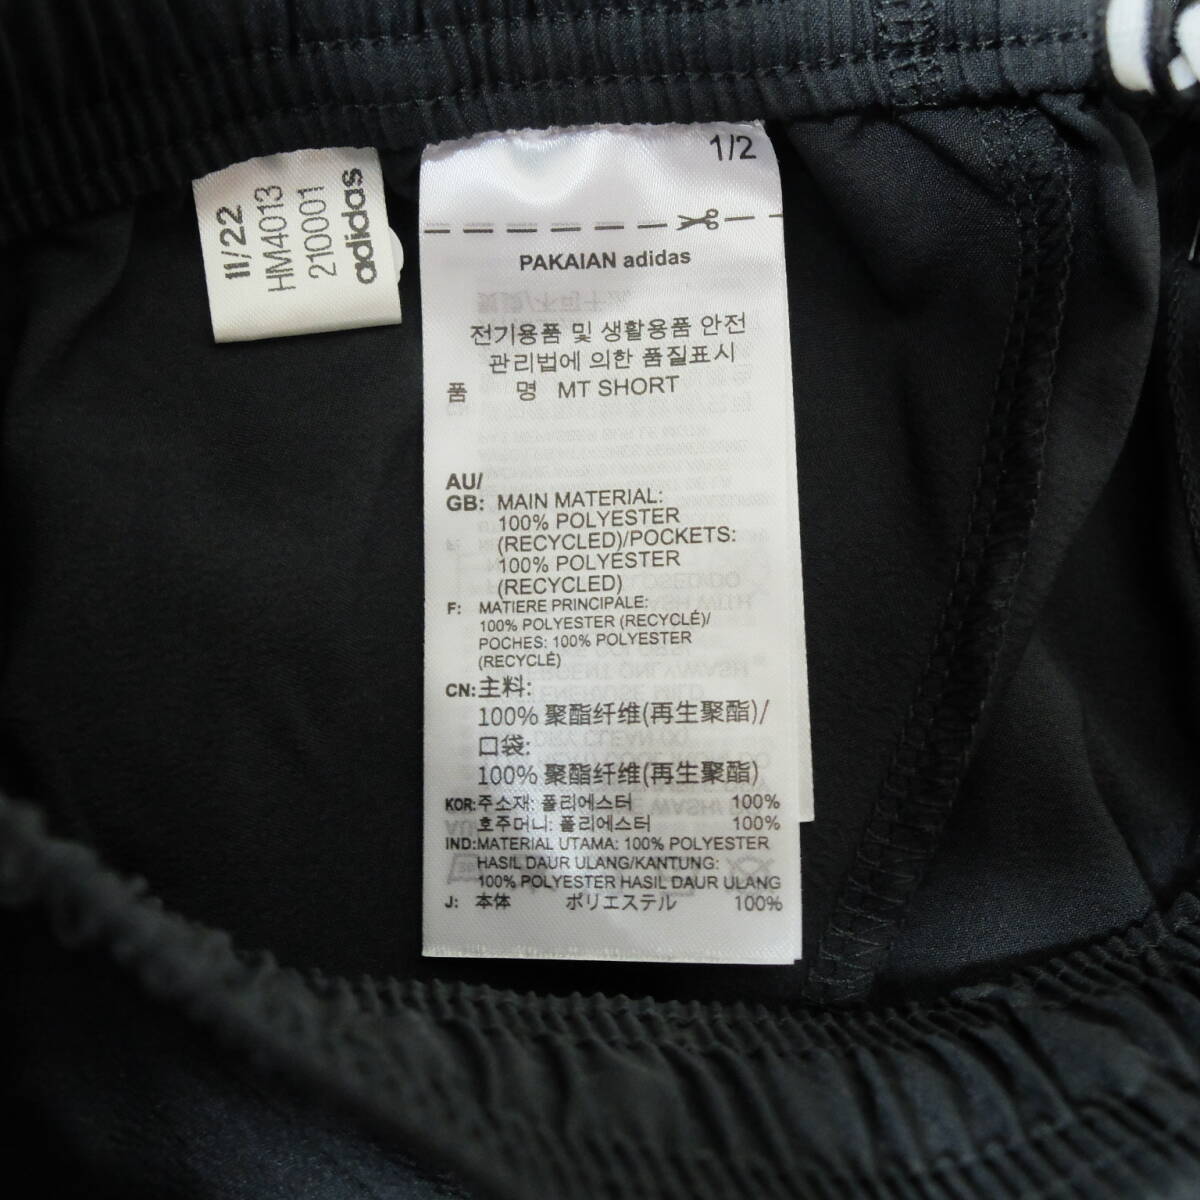 11/22
HM4013
210001
adidas
1/2
PAKAIAN adidas
전기용품 및 생활용품 안전
관리법에 의한 품질표시
품 명 MT SHORT
AU/
GB: MAIN MATERIAL:
100% POLYESTER
(RECYCLED)/POCKETS:
100% POLYESTER
(RECYCLED)
F: MATIERE PRINCIPALE:
100% POLYESTER (RECYCLÉ)/
POCHES: 100% POLYESTER
(RECYCLÉ)
CN:主料:
100% 聚酯纤维(再生聚酯)/
口袋:
100% 聚酯纤维(再生聚酯)
KOR:주소재: 폴리에스터 100%
호주머니: 폴리에스터 100%
IND:MATERIAL UTAMA: 100% POLYESTER
HASIL DAUR ULANG/KANTUNG:
100% POLYESTER HASIL DAUR ULANG
J: 本体 ポリエステル 100%